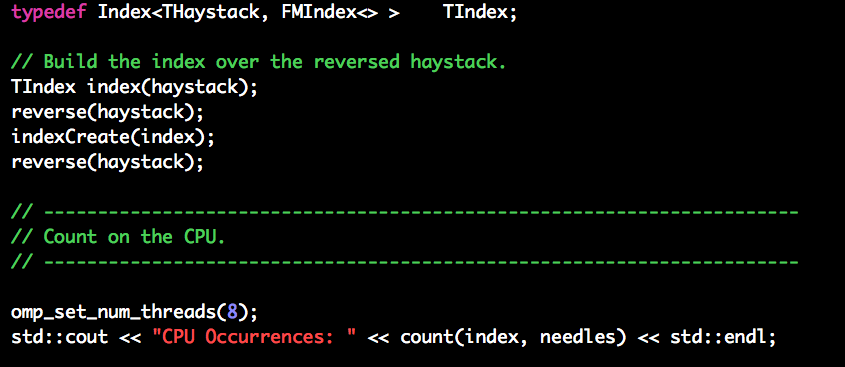 typedef Index<THaystack, FMIndex<> >    TIndex;
// Build the index over the reversed haystack.
TIndex index(haystack);
reverse(haystack);
indexCreate(index);
reverse(haystack);
// ----------------------------------------------------------------------
// Count on the CPU.
// ----------------------------------------------------------------------
omp_set_num_threads(8);
std::cout << "CPU Occurrences: " << count(index, needles) << std::endl;